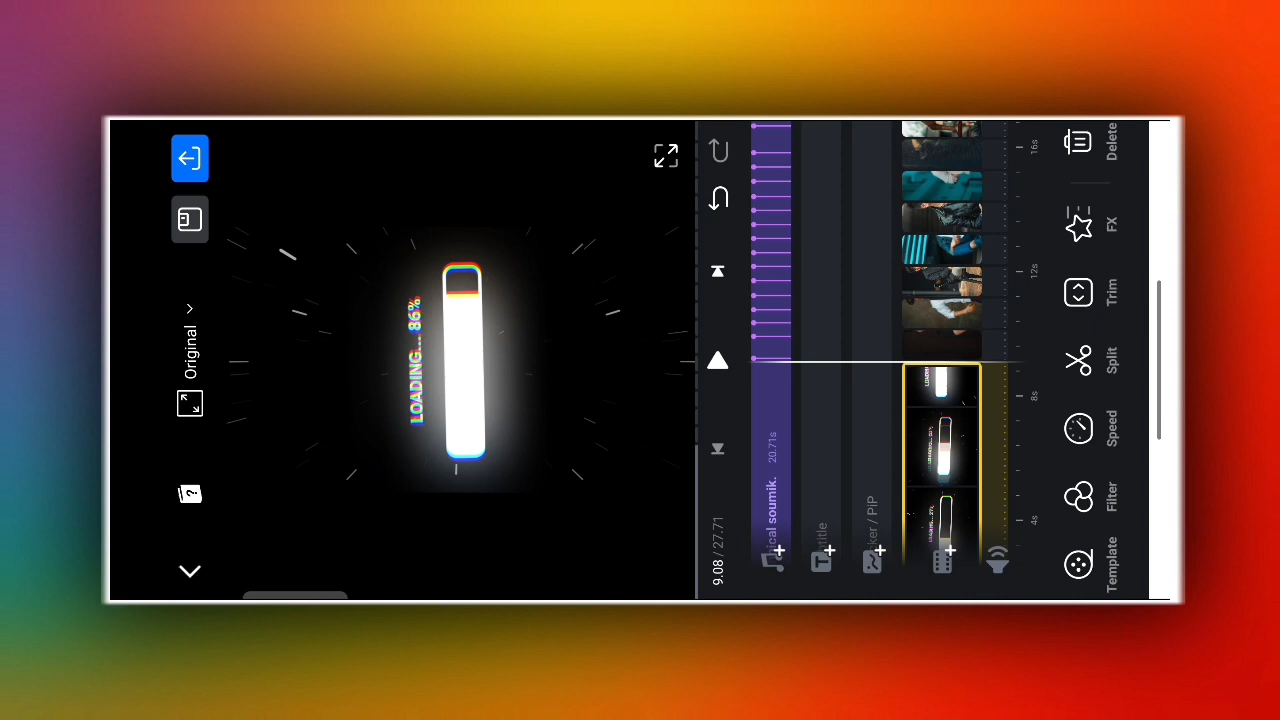 Original
LOADING... 86%
9.08 / 27.71
ical soumik. 20.71s
title
ker / PiP
4s
8s
12s
16s
Template
Filter
Speed
Split
Trim
FX
Delete